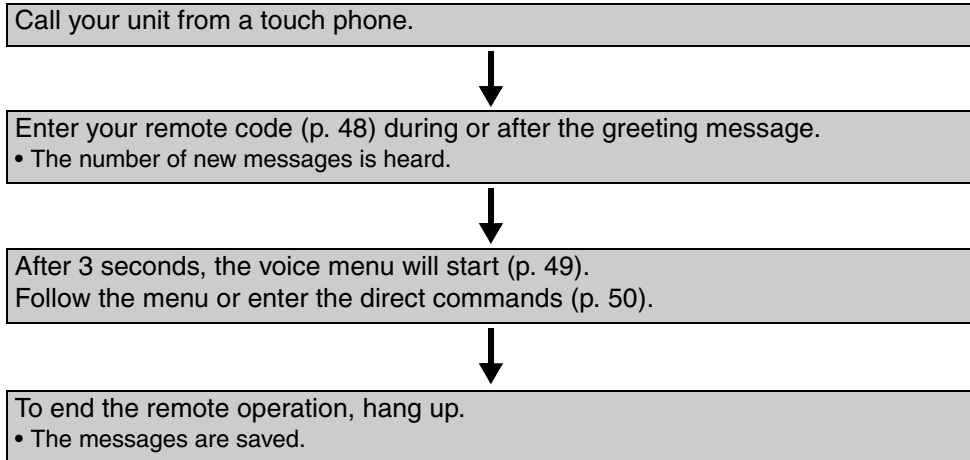 Call your unit from a touch phone.
Enter your remote code (p. 48) during or after the greeting message.
• The number of new messages is heard.
After 3 seconds, the voice menu will start (p. 49).
Follow the menu or enter the direct commands (p. 50).
To end the remote operation, hang up.
• The messages are saved.